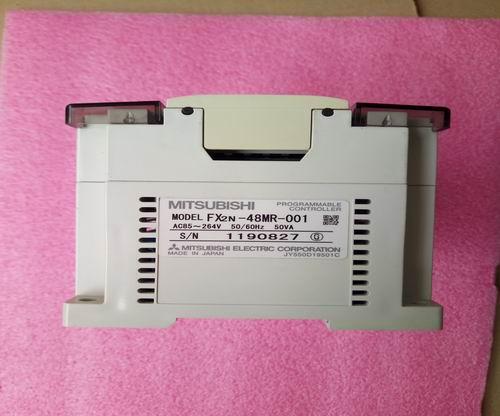 MITSUBISHI PROGRAMMABLE CONTROLLER
MODEL FX2N-48MR-001
AC85~264V 50/60Hz 50VA
S/N 1190827 G
MITSUBISHI ELECTRIC CORPORATION
MADE IN JAPAN JY550D19501C